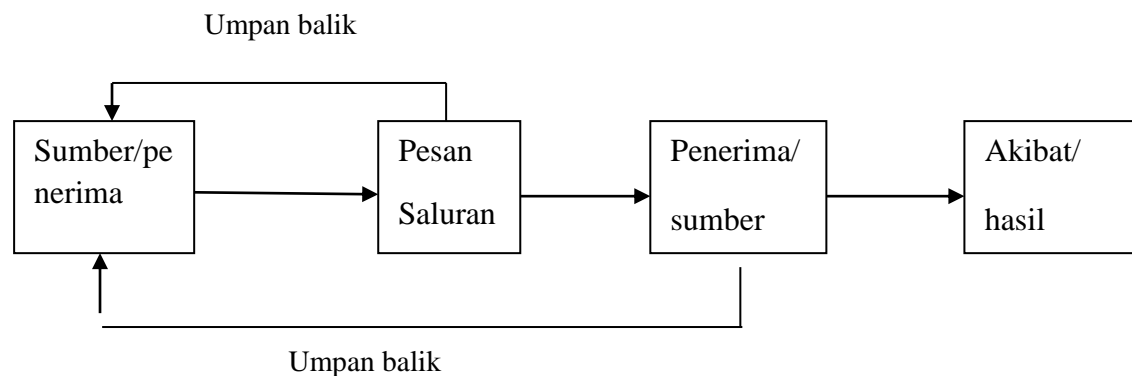 Umpan balik
Sumber/pe
nerima
Pesan
Saluran
Penerima/
sumber
Akibat/
hasil
Umpan balik